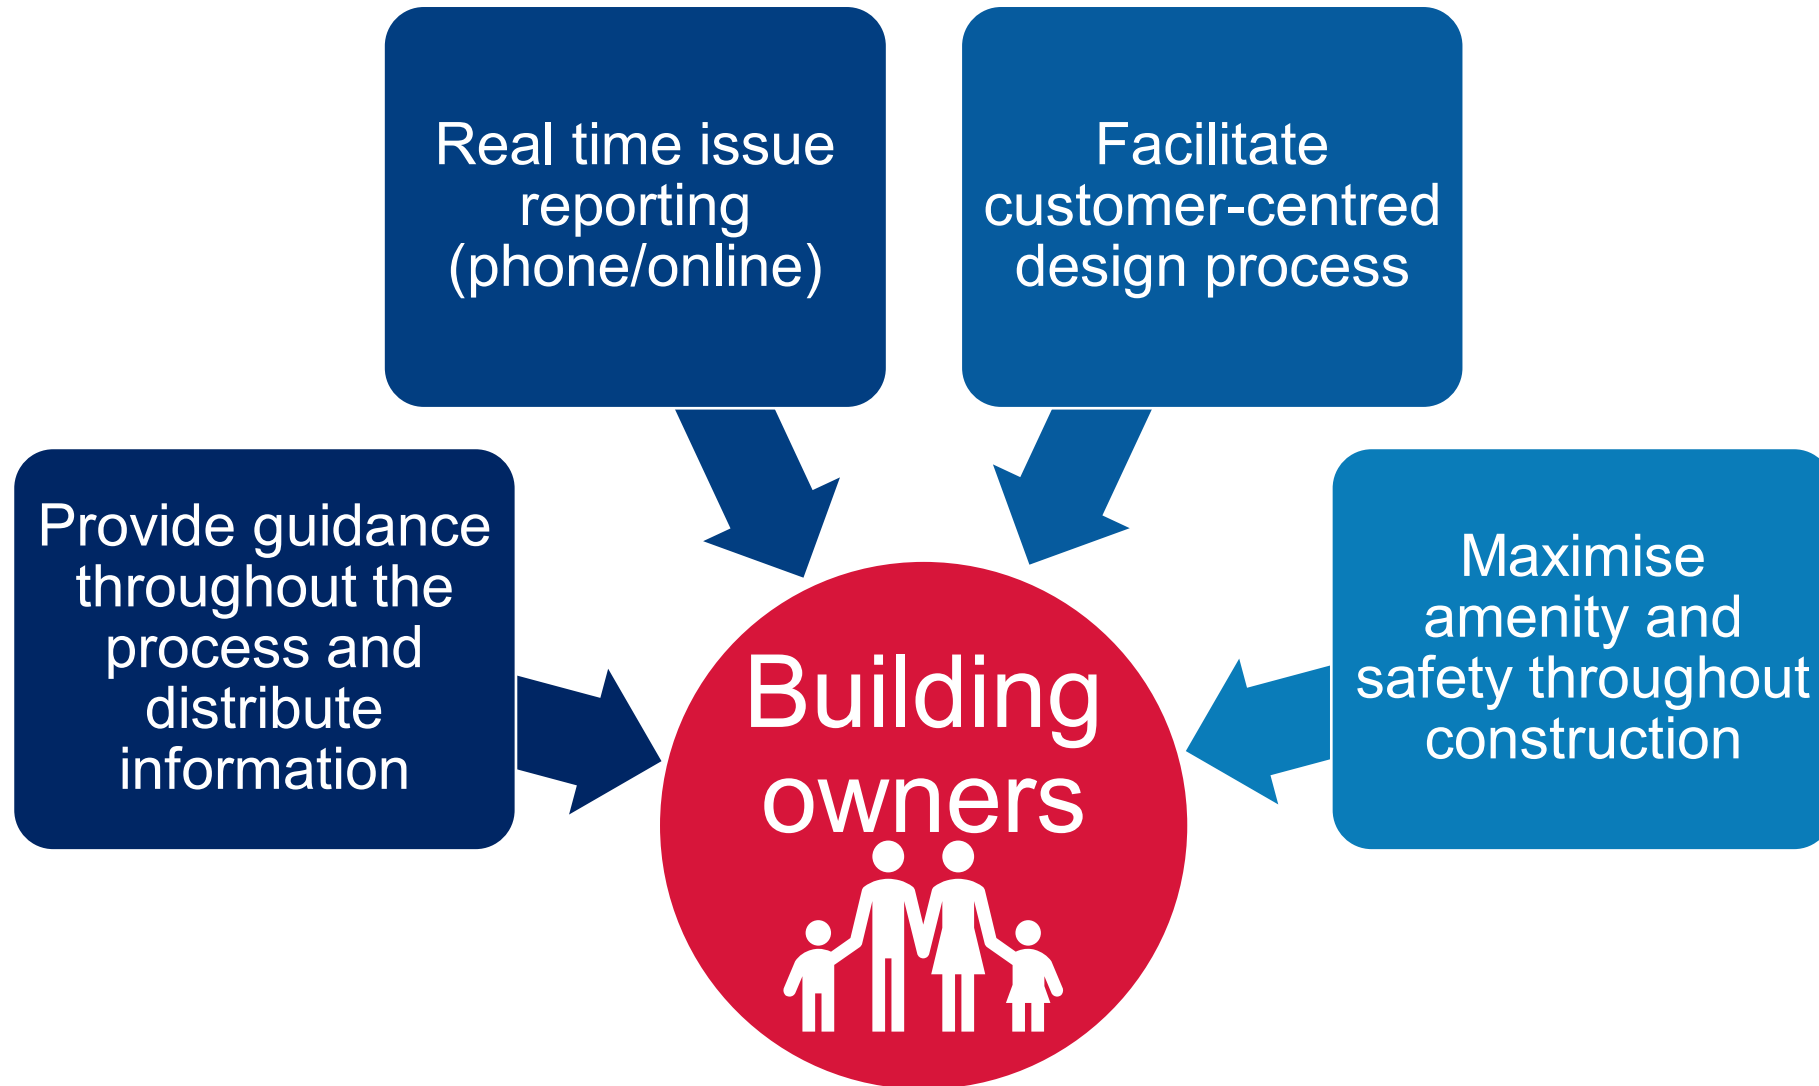 Real time issue
reporting
(phone/online)
Facilitate
customer-centred
design process
Provide guidance
throughout the
process and
distribute
information
Maximise
amenity and
safety throughout
construction
Building
owners